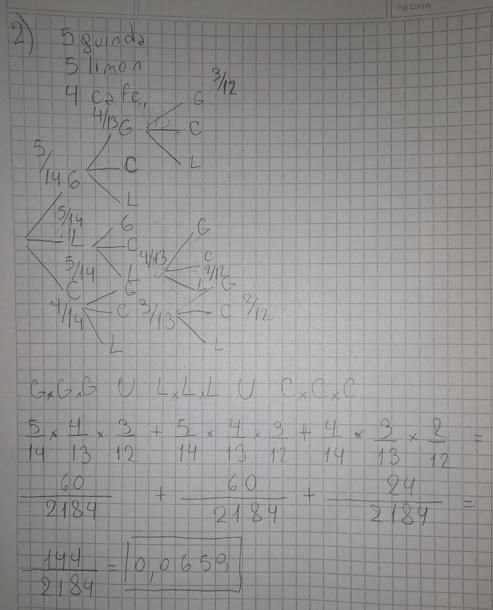 FECHA
2) 5 guinda
5 limon
4 cafe
G 3/12
4/13 G C
L
5/14 G C
L
5/14 L G
C 4/13 G
L C
L
5/14
C G
4/14 C 3/13 G
C 2/12
L L
G x G x G U L x L x L U C x C x C
5/14 x 4/13 x 3/12 + 5/14 x 4/13 x 3/12 + 4/14 x 3/13 x 2/12 =
60/2184 + 60/2184 + 24/2184 =
144/2184 = 0,0659